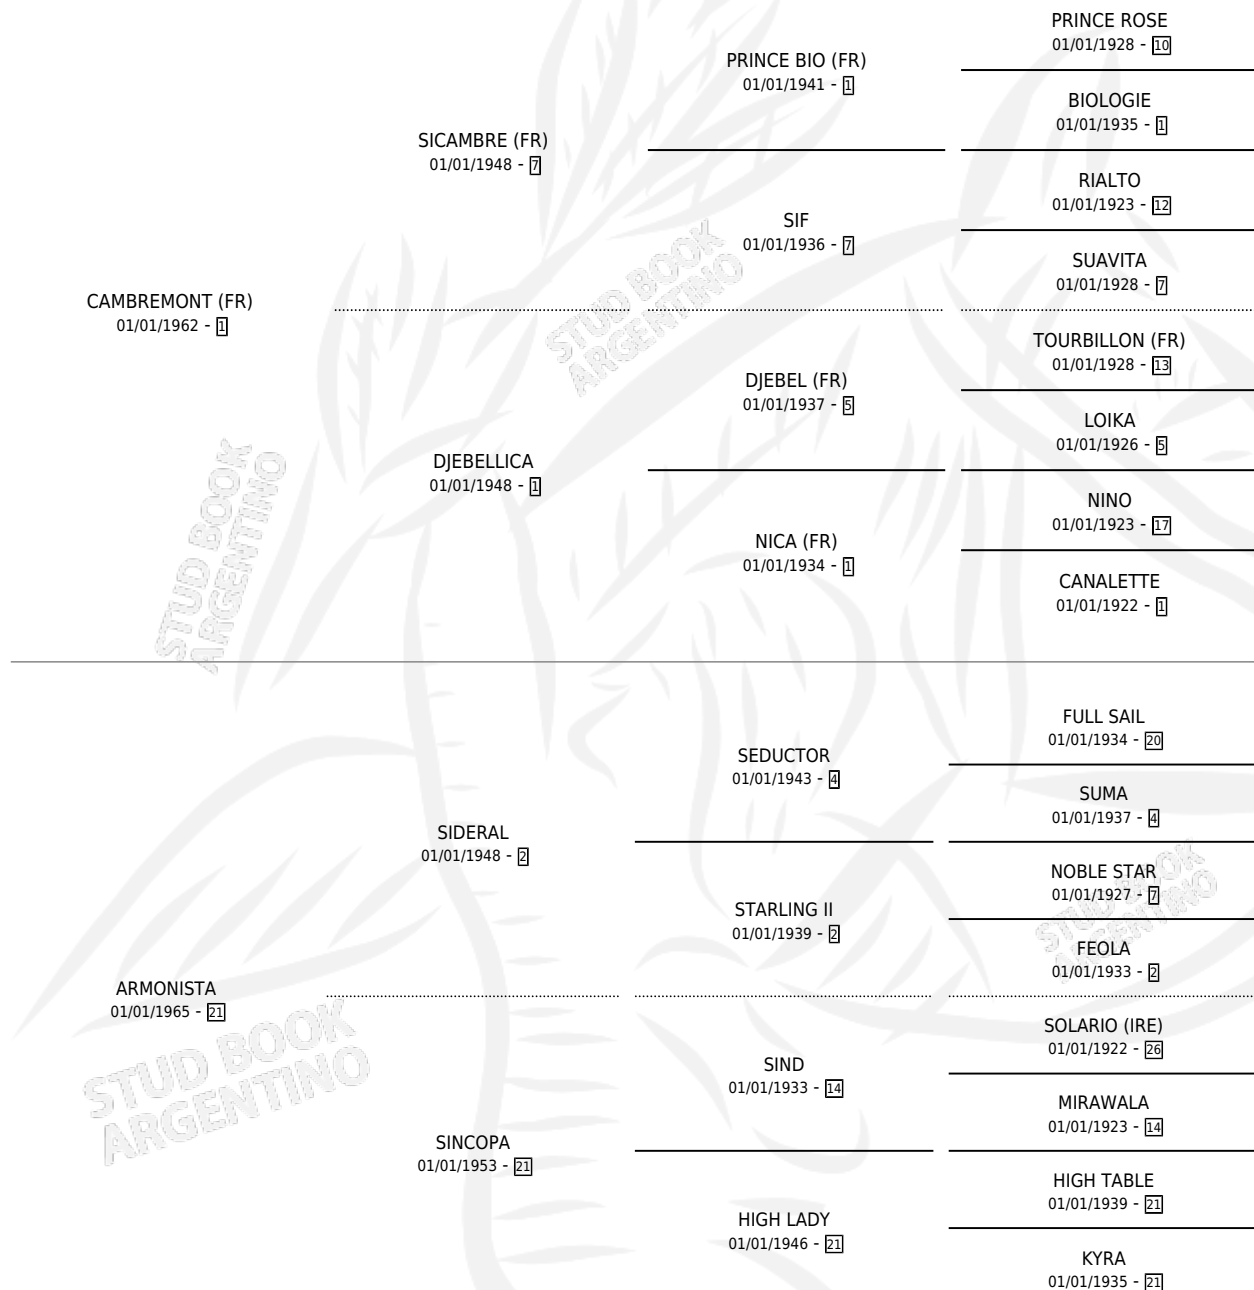 PRINCE ROSE
01/01/1928 - 10
PRINCE BIO (FR)
01/01/1941 - 1
BIOLOGIE
01/01/1935 - 1
SICAMBRE (FR)
01/01/1948 - 7
RIALTO
01/01/1923 - 12
SIF
01/01/1936 - 7
SUAVITA
01/01/1928 - 7
CAMBREMONT (FR)
01/01/1962 - 1
STUD BOOK
ARGENTINO
TOURBILLON (FR)
01/01/1928 - 13
DJEBEL (FR)
01/01/1937 - 5
LOIKA
01/01/1926 - 5
DJEBELLICA
01/01/1948 - 1
NINO
01/01/1923 - 17
NICA (FR)
01/01/1934 - 1
CANALETTE
01/01/1922 - 1
STUD BOOK
ARGENTINO
FULL SAIL
01/01/1934 - 20
SEDUCTOR
01/01/1943 - 4
SUMA
01/01/1937 - 4
SIDERAL
01/01/1948 - 2
NOBLE STAR
01/01/1927 - 7
STARLING II
01/01/1939 - 2
STUD BOOK
ARGENTINO
FEOLA
01/01/1933 - 2
ARMONISTA
01/01/1965 - 21
SOLARIO (IRE)
01/01/1922 - 26
SIND
01/01/1933 - 14
STUD BOOK
ARGENTINO
MIRAWALA
01/01/1923 - 14
SINCOPA
01/01/1953 - 21
HIGH TABLE
01/01/1939 - 21
HIGH LADY
01/01/1946 - 21
KYRA
01/01/1935 - 21